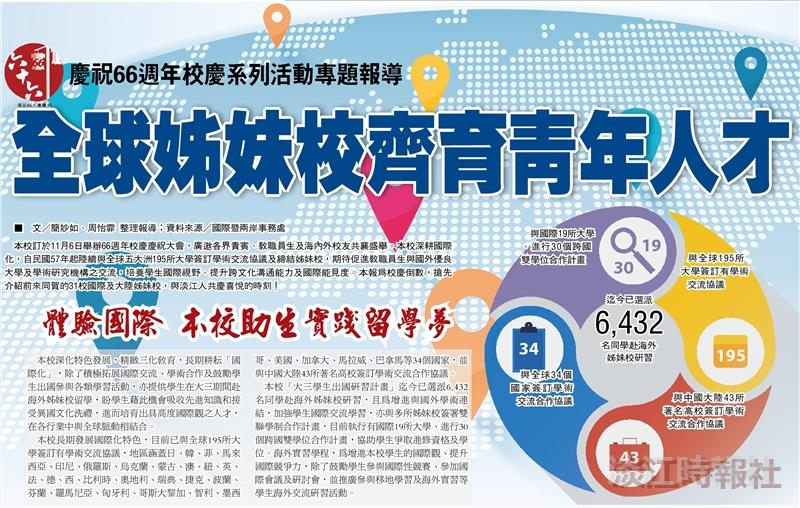 六十六
66
慶祝66週年校慶系列活動專題報導
全球姊妹校齊育青年人才
■ 文／簡妙如、周怡霏 整理報導；資料來源／國際暨兩岸事務處
本校訂於11月6日舉辦66週年校慶慶祝大會，廣邀各界貴賓、教職員生及海內外校友共襄盛舉。本校深耕國際
化，自民國57年起陸續與全球五大洲195所大學簽訂學術交流協議及締結姊妹校，期待促進教職員生與國外優良
大學及學術研究機構之交流，培養學生國際視野、提升跨文化溝通能力及國際能見度。本報為校慶倒數，搶先
介紹前來同賀的31校國際及大陸姊妹校，與淡江人共慶喜悅的時刻！
體驗國際 本校助生實踐留學夢
本校深化特色發展，精緻三化教育，長期耕耘「國
際化」，除了積極拓展國際交流、學術合作及鼓勵學
生出國參與各類學習活動，亦提供學生在大三期間赴
海外姊妹校留學，盼學生藉此機會吸收先進知識和接
受異國文化洗禮，進而培育出具高度國際觀之人才，
在各行業中與全球脈動相結合。
本校長期發展國際化特色，目前已與全球195所大
學簽訂有學術交流協議，地區涵蓋日、韓、菲、馬來
西亞、印尼、俄羅斯、烏克蘭、蒙古、澳、紐、英、
法、德、西、比利時、奧地利、瑞典、捷克、波蘭、
芬蘭、羅馬尼亞、匈牙利、哥斯大黎加、智利、墨西
哥、美國、加拿大、馬拉威、巴拿馬等34個國家，並
與中國大陸43所著名高校簽訂學術交流合作協議。
本校「大三學生出國研習計畫」迄今已選派6,432
名同學赴海外姊妹校研習，且為增進與國外學術連
結，加強學生國際交流學習，亦與多所姊妹校簽署雙
聯學制合作計畫，目前執行有國際19所大學、進行30
個跨國雙學位合作計畫，協助學生爭取進修資格及學
位。海外實習學程，為增進本校學生的國際觀、提升
國際競爭力，除了鼓勵學生參與國際性競賽、參加國
際會議及研討會，並推廣參與移地學習及海外實習等
學生海外交流研習活動。
與國際19所大學
、進行30個跨國
雙學位合作計畫
19
30
與全球195所
大學簽訂有學術
交流協議
迄今已選派
6,432
名同學赴海外
姊妹校研習
34
195
與全球34個
國家簽訂學術
交流合作協議
與中國大陸43所
著名高校簽訂學術
交流合作協議
43
淡江時報社